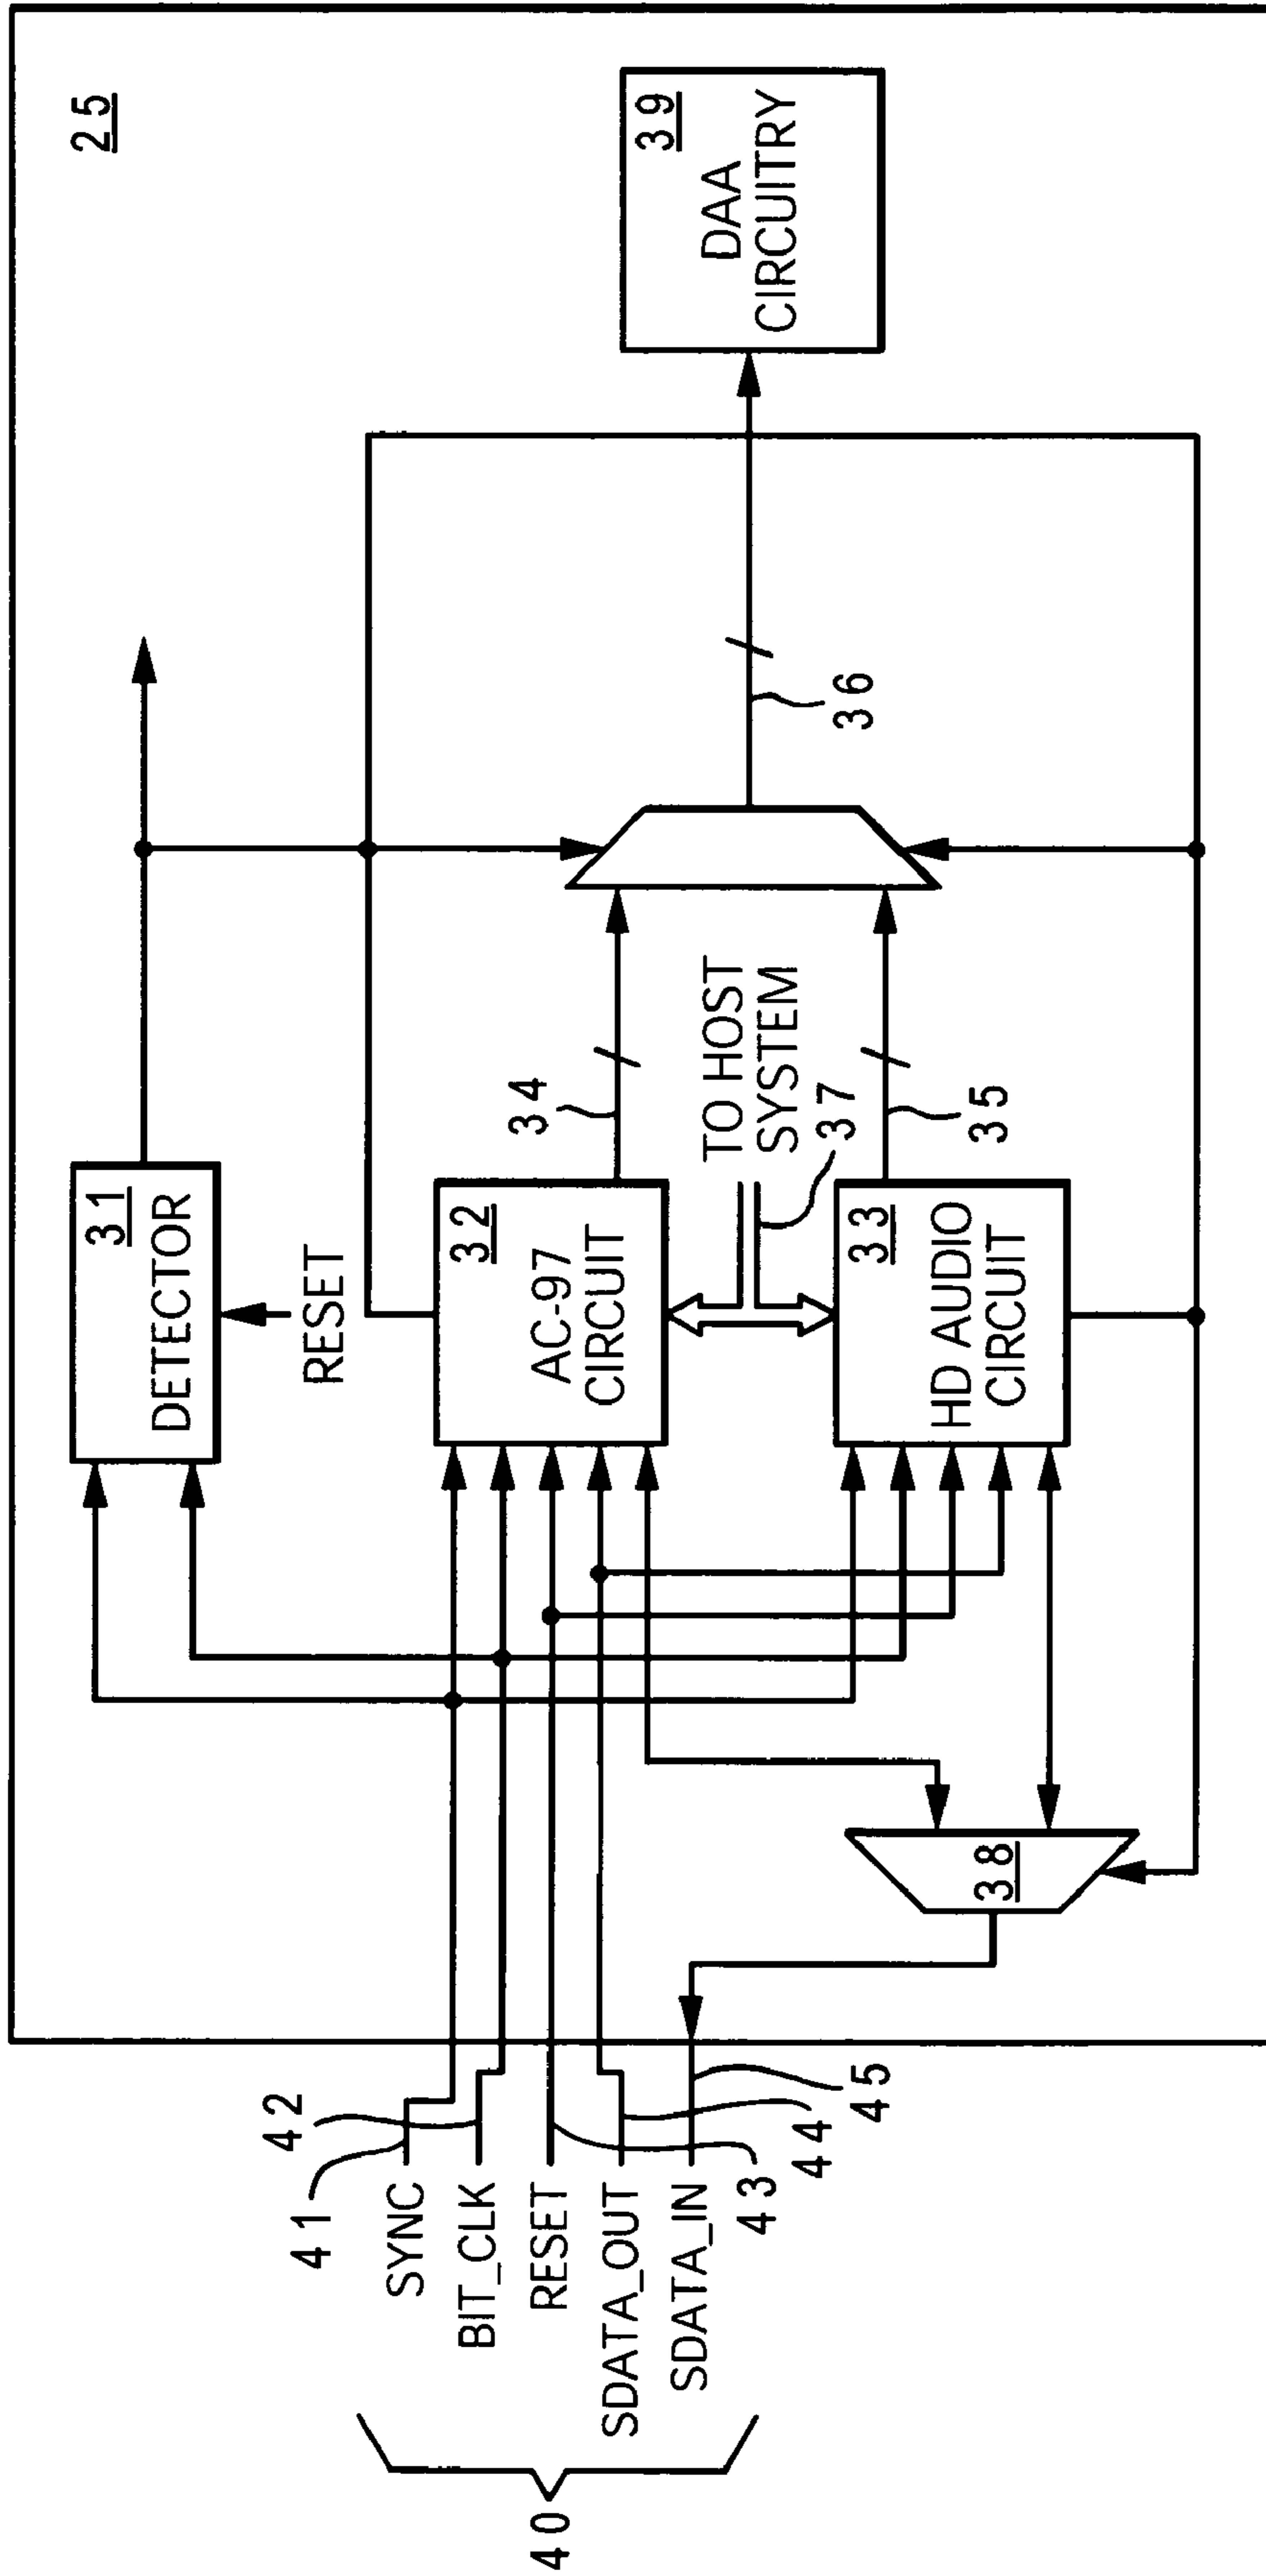 25
31
DETECTOR
RESET
39
DAA
CIRCUITRY
32
AC-97
CIRCUIT
34
36
TO HOST
SYSTEM
37
33
HD AUDIO
CIRCUIT
35
38
40
41
42
SYNC
BIT_CLK
RESET
SDATA_OUT
SDATA_IN
43
44
45